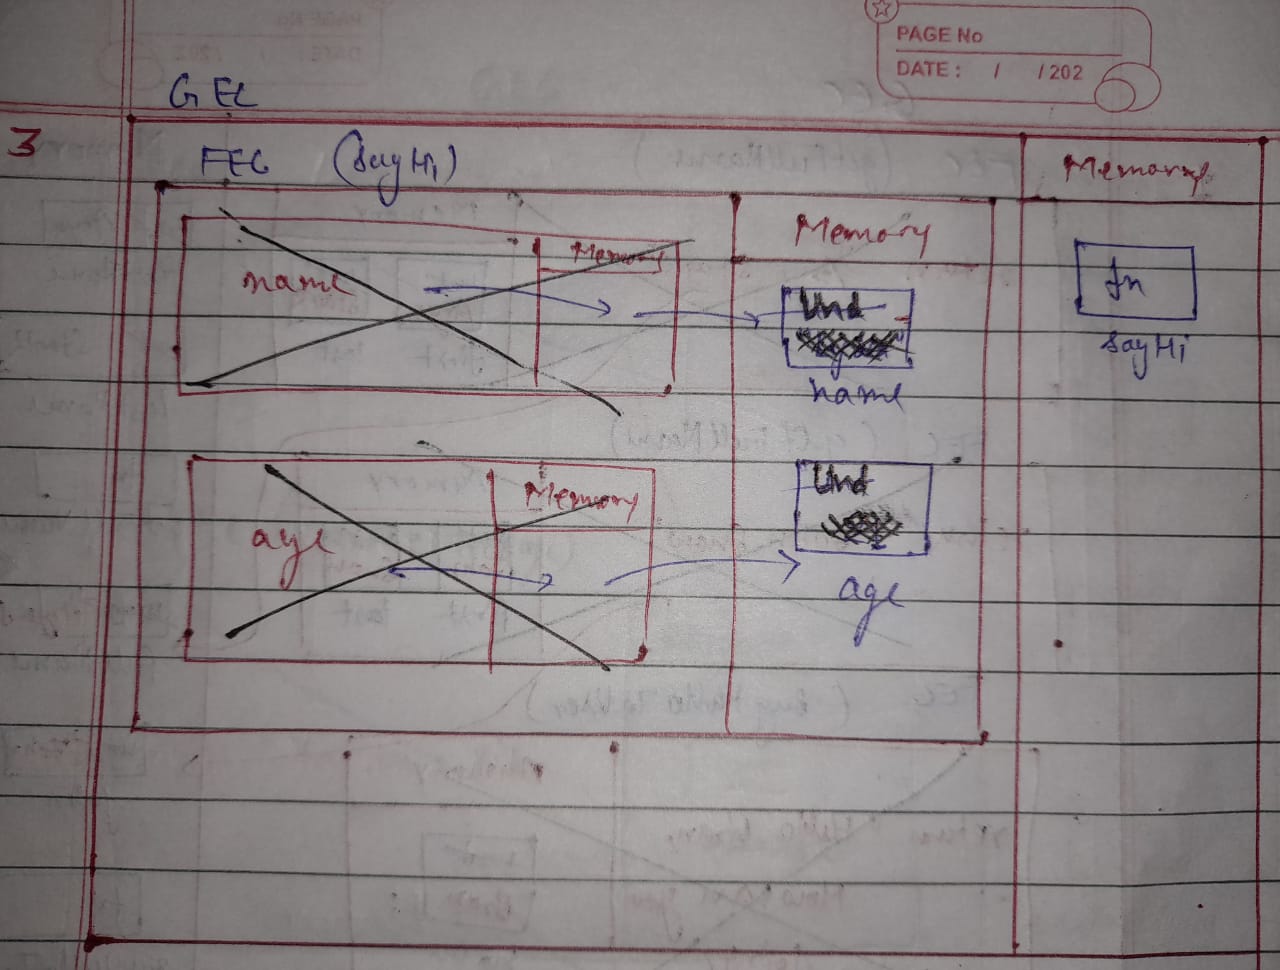 PAGE No
DATE: / /202
GEC
3
FEC (SayHi)
Memory
Memory
Memory
name
Und
fn
name
sayHi
Memory
Und
age
age